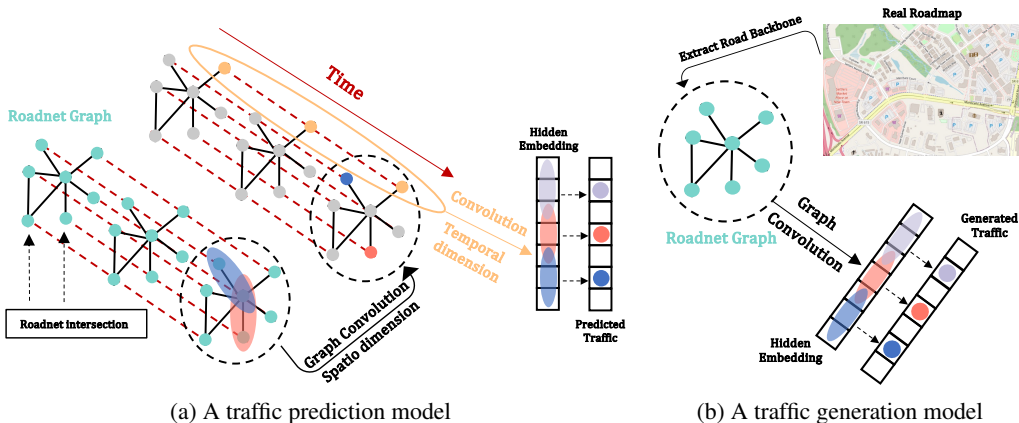 Real Roadmap
Extract Road Backbone
Time
Roadnet Graph
Hidden
Embedding
Convolution
Temporal
dimension
Roadnet intersection
Graph Convolution
Spatio dimension
Predicted
Traffic
Roadnet Graph
Graph
Convolution
Generated
Traffic
Hidden
Embedding
(a) A traffic prediction model
(b) A traffic generation model